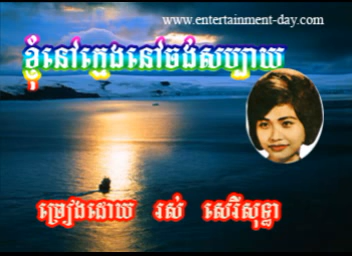 www.entertainment-day.com
ខ្ញុំនៅក្មេងនៅចង់សប្បាយ
ចម្រៀងដោយ រស់ សេរីសុទ្ធា